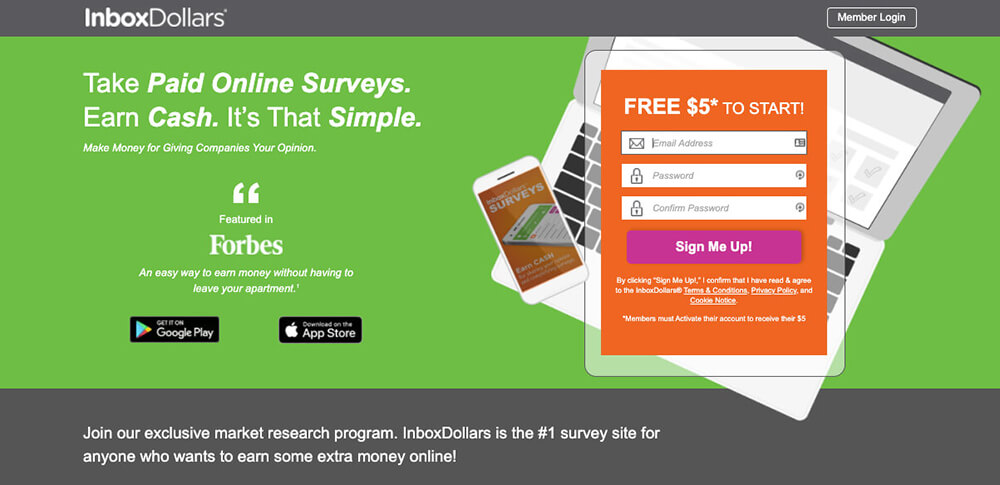 InboxDollars®
Member Login
Take Paid Online Surveys.
Earn Cash. It's That Simple.
Make Money for Giving Companies Your Opinion.
“
Featured in
Forbes
An easy way to earn money without having to
leave your apartment.¹
GET IT ON
Google Play
Download on the
App Store
InboxDollars
SURVEYS
Earn CASH
FREE $5* TO START!
Email Address
Password
Confirm Password
Sign Me Up!
By clicking "Sign Me Up!," I confirm that I have read & agree
to the InboxDollars® Terms & Conditions, Privacy Policy, and
Cookie Notice.
*Members must Activate their account to receive their $5
Join our exclusive market research program. InboxDollars is the #1 survey site for
anyone who wants to earn some extra money online!